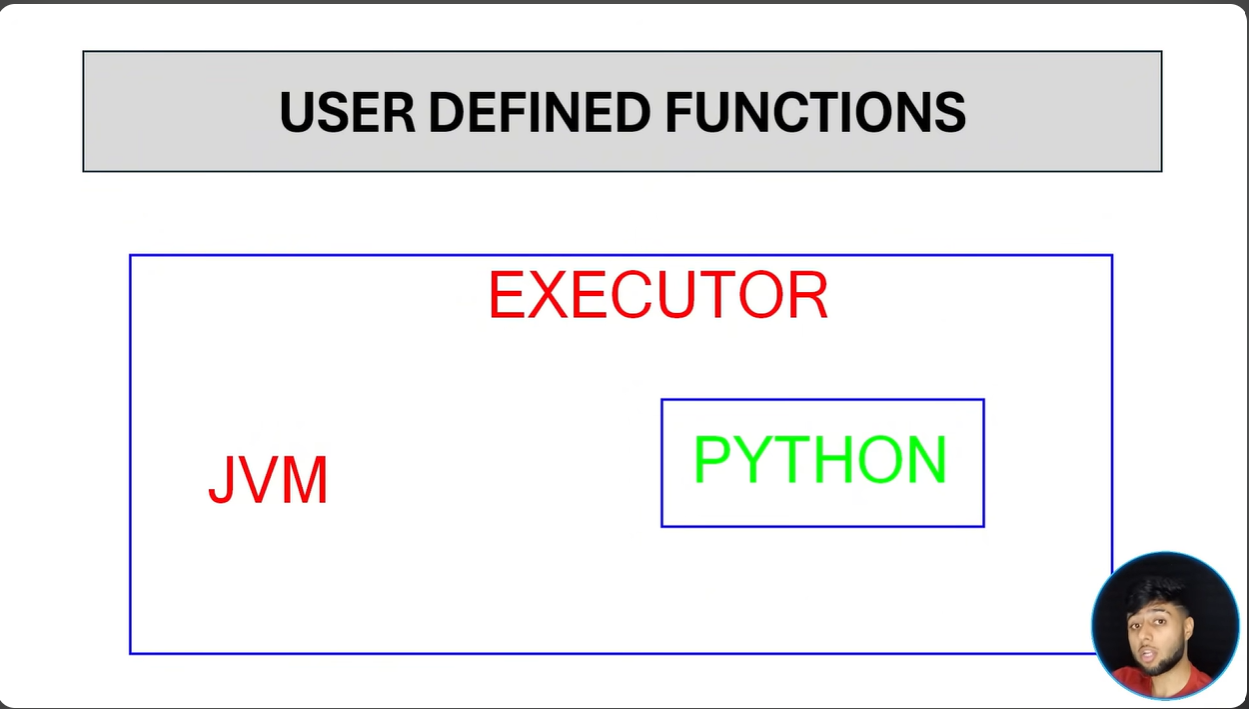 USER DEFINED FUNCTIONS
EXECUTOR
PYTHON
JVM